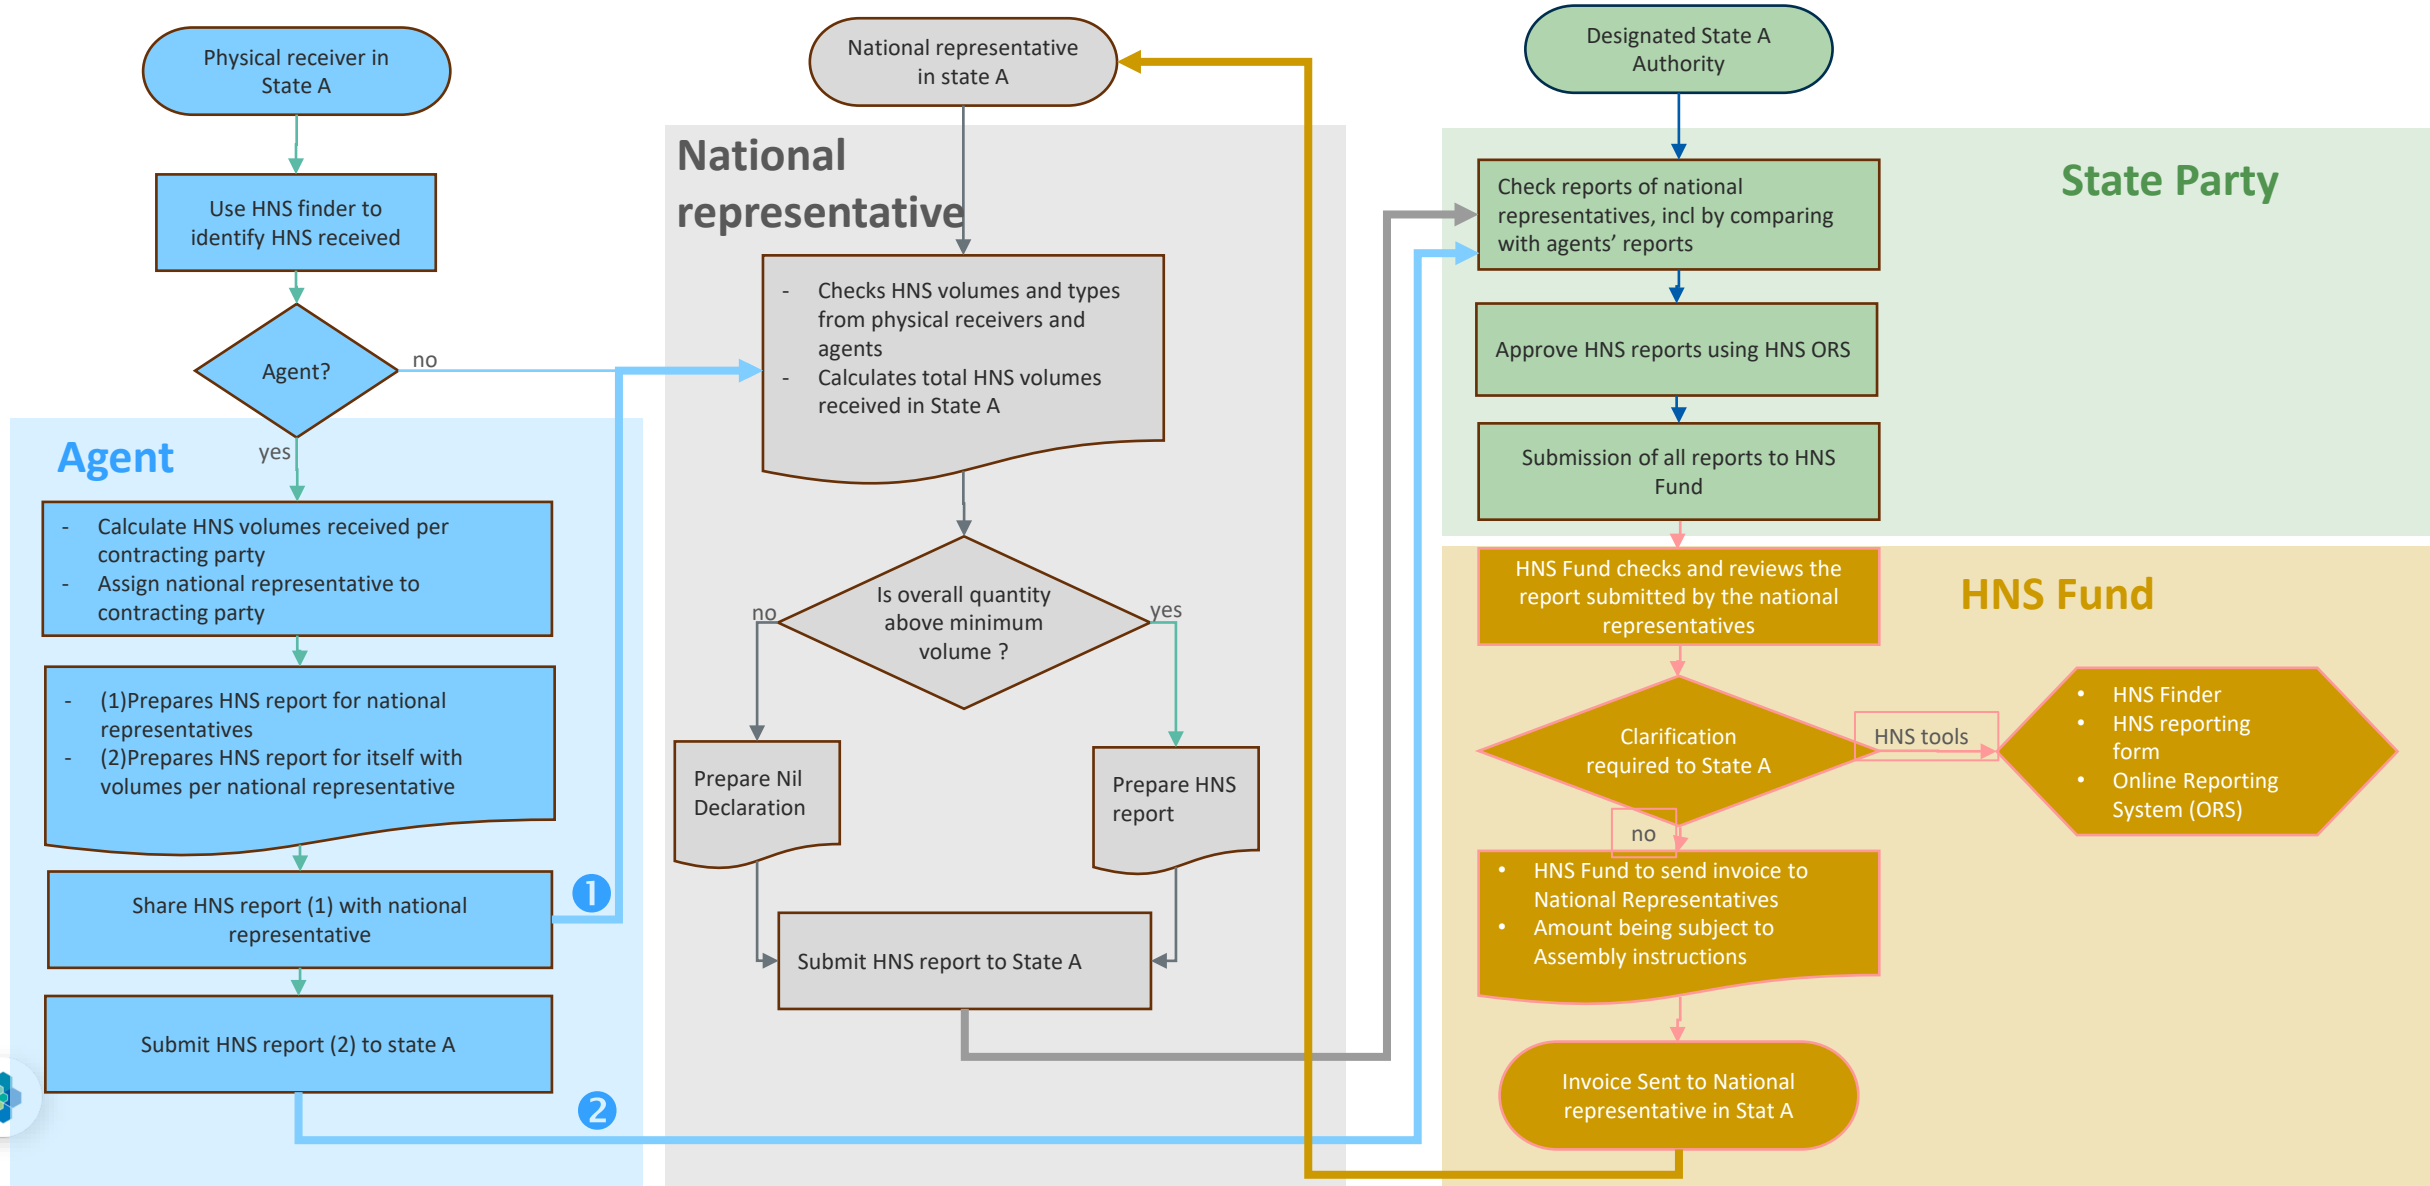 Physical receiver in
State A
Use HNS finder to
identify HNS received
Agent?
no
yes
Agent
- Calculate HNS volumes received per
contracting party
- Assign national representative to
contracting party
- (1)Prepares HNS report for national
representatives
- (2)Prepares HNS report for itself with
volumes per national representative
Share HNS report (1) with national
representative
1
Submit HNS report (2) to state A
2
National representative
in state A
National
representative
- Checks HNS volumes and types
from physical receivers and
agents
- Calculates total HNS volumes
received in State A
Is overall quantity
above minimum
volume ?
no
yes
Prepare Nil
Declaration
Prepare HNS
report
Submit HNS report to State A
Designated State A
Authority
State Party
Check reports of national
representatives, incl by comparing
with agents’ reports
Approve HNS reports using HNS ORS
Submission of all reports to HNS
Fund
HNS Fund
HNS Fund checks and reviews the
report submitted by the national
representatives
Clarification
required to State A
HNS tools
• HNS Finder
• HNS reporting
form
• Online Reporting
System (ORS)
no
• HNS Fund to send invoice to
National Representatives
• Amount being subject to
Assembly instructions
Invoice Sent to National
representative in Stat A